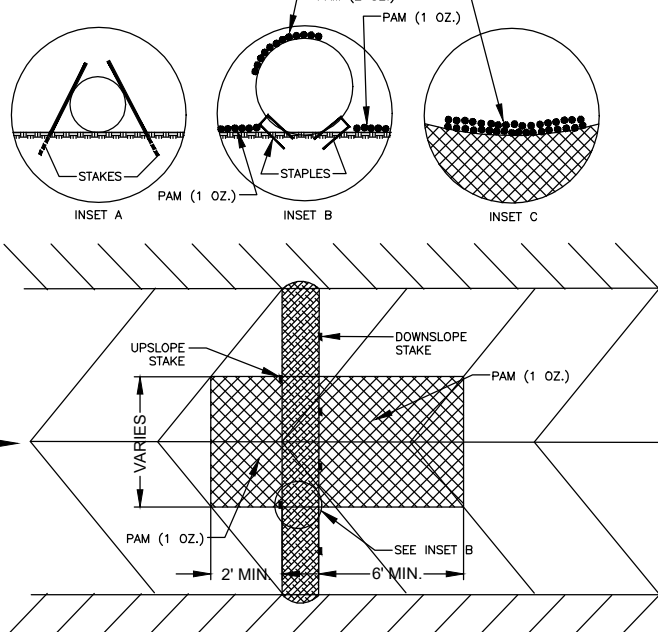 PAM (1 OZ.)
STAKES
STAPLES
PAM (1 OZ.)
INSET A
INSET B
INSET C
UPSLOPE
STAKE
DOWNSLOPE
STAKE
PAM (1 OZ.)
VARIES
PAM (1 OZ.)
SEE INSET B
2' MIN.
6' MIN.